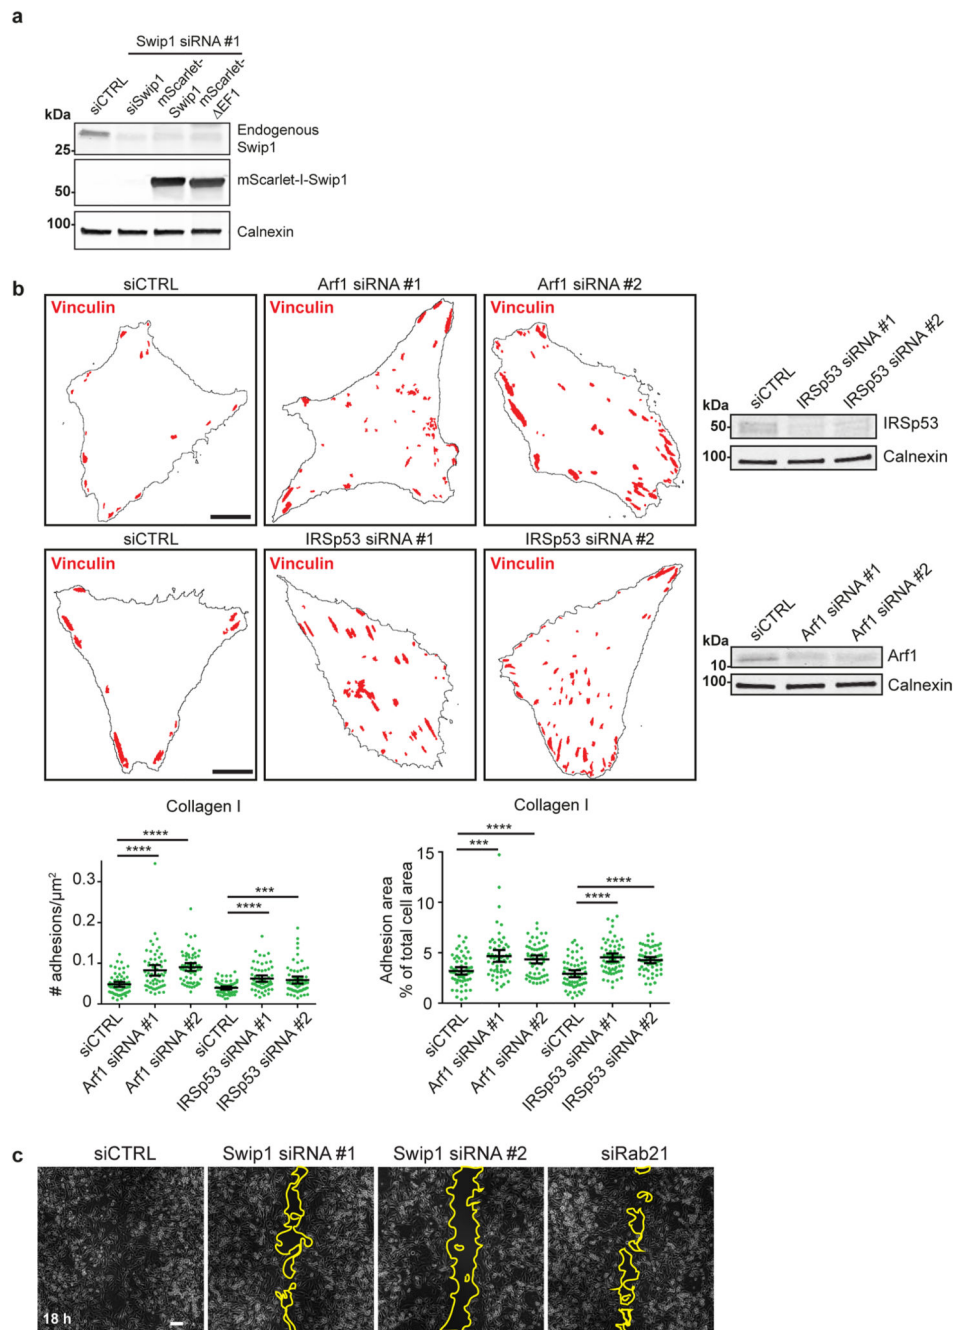 a
Swip1 siRNA #1
siCTRL
siSwip1
mScarlet-
Swip1
mScarlet-
ΔEF1
kDa
Endogenous
Swip1
25
mScarlet-I-Swip1
50
100
Calnexin
b
siCTRL
Arf1 siRNA #1
Arf1 siRNA #2
Vinculin
Vinculin
Vinculin
siCTRL
IRSp53 siRNA #1
IRSp53 siRNA #2
kDa
50
IRSp53
100
Calnexin
siCTRL
IRSp53 siRNA #1
IRSp53 siRNA #2
Vinculin
Vinculin
Vinculin
siCTRL
Arf1 siRNA #1
Arf1 siRNA #2
kDa
10
Arf1
100
Calnexin
Collagen I
****
****
***
****
# adhesions/µm²
0.3
0.2
0.1
0
siCTRL
Arf1 siRNA #1
Arf1 siRNA #2
siCTRL
IRSp53 siRNA #1
IRSp53 siRNA #2
Collagen I
****
***
****
****
Adhesion area
% of total cell area
15
10
5
0
siCTRL
Arf1 siRNA #1
Arf1 siRNA #2
siCTRL
IRSp53 siRNA #1
IRSp53 siRNA #2
c
siCTRL
Swip1 siRNA #1
Swip1 siRNA #2
siRab21
18 h